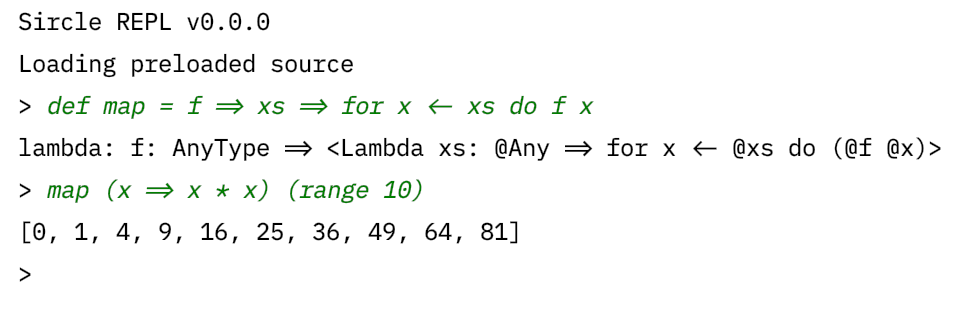 Sircle REPL v0.0.0
Loading preloaded source
> def map = f => xs => for x <- xs do f x
lambda: f: AnyType => <Lambda xs: @Any => for x <- @xs do (@f @x)>
> map (x => x * x) (range 10)
[0, 1, 4, 9, 16, 25, 36, 49, 64, 81]
>